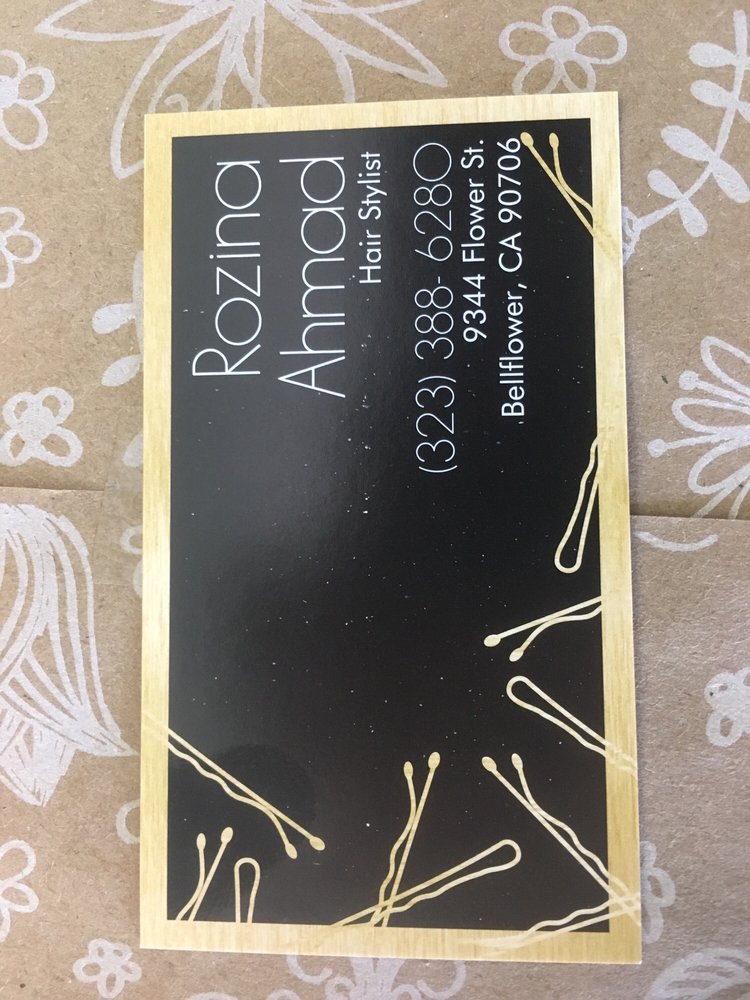 Rozina
Ahmad
Hair Stylist
(323) 388- 6280
9344 Flower St.
Bellflower, CA 90706